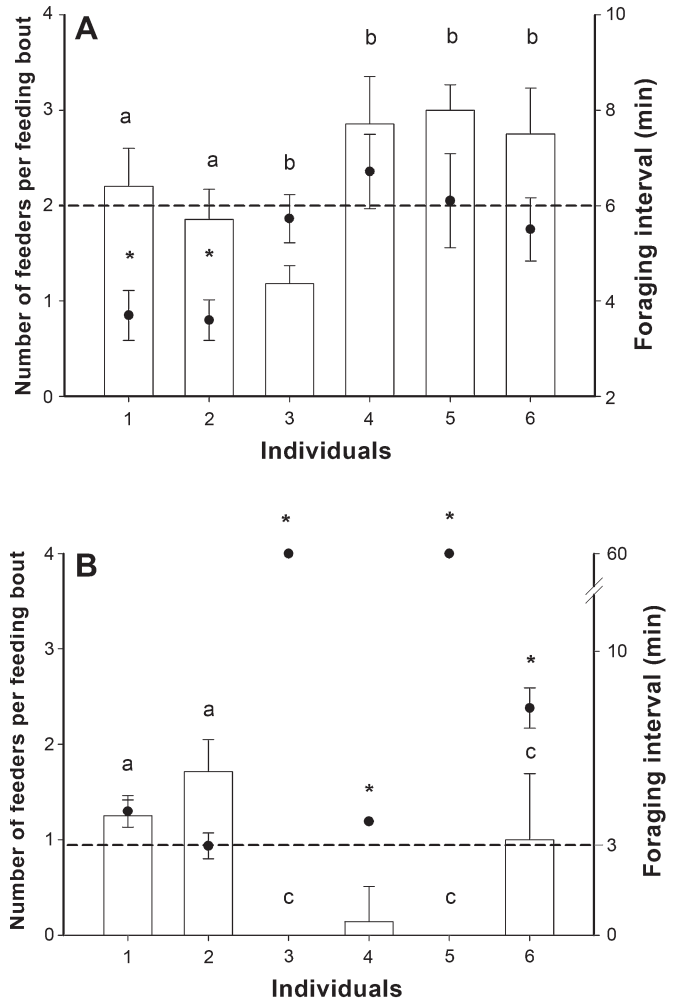 A
Number of feeders per feeding bout
Foraging interval (min)
4
3
2
1
0
10
8
6
4
2
a
a
b
b
b
b
*
*
1 2 3 4 5 6
Individuals
B
Number of feeders per feeding bout
Foraging interval (min)
4
3
2
1
0
60
10
3
0
*
*
*
*
a
a
c
c
c
1 2 3 4 5 6
Individuals